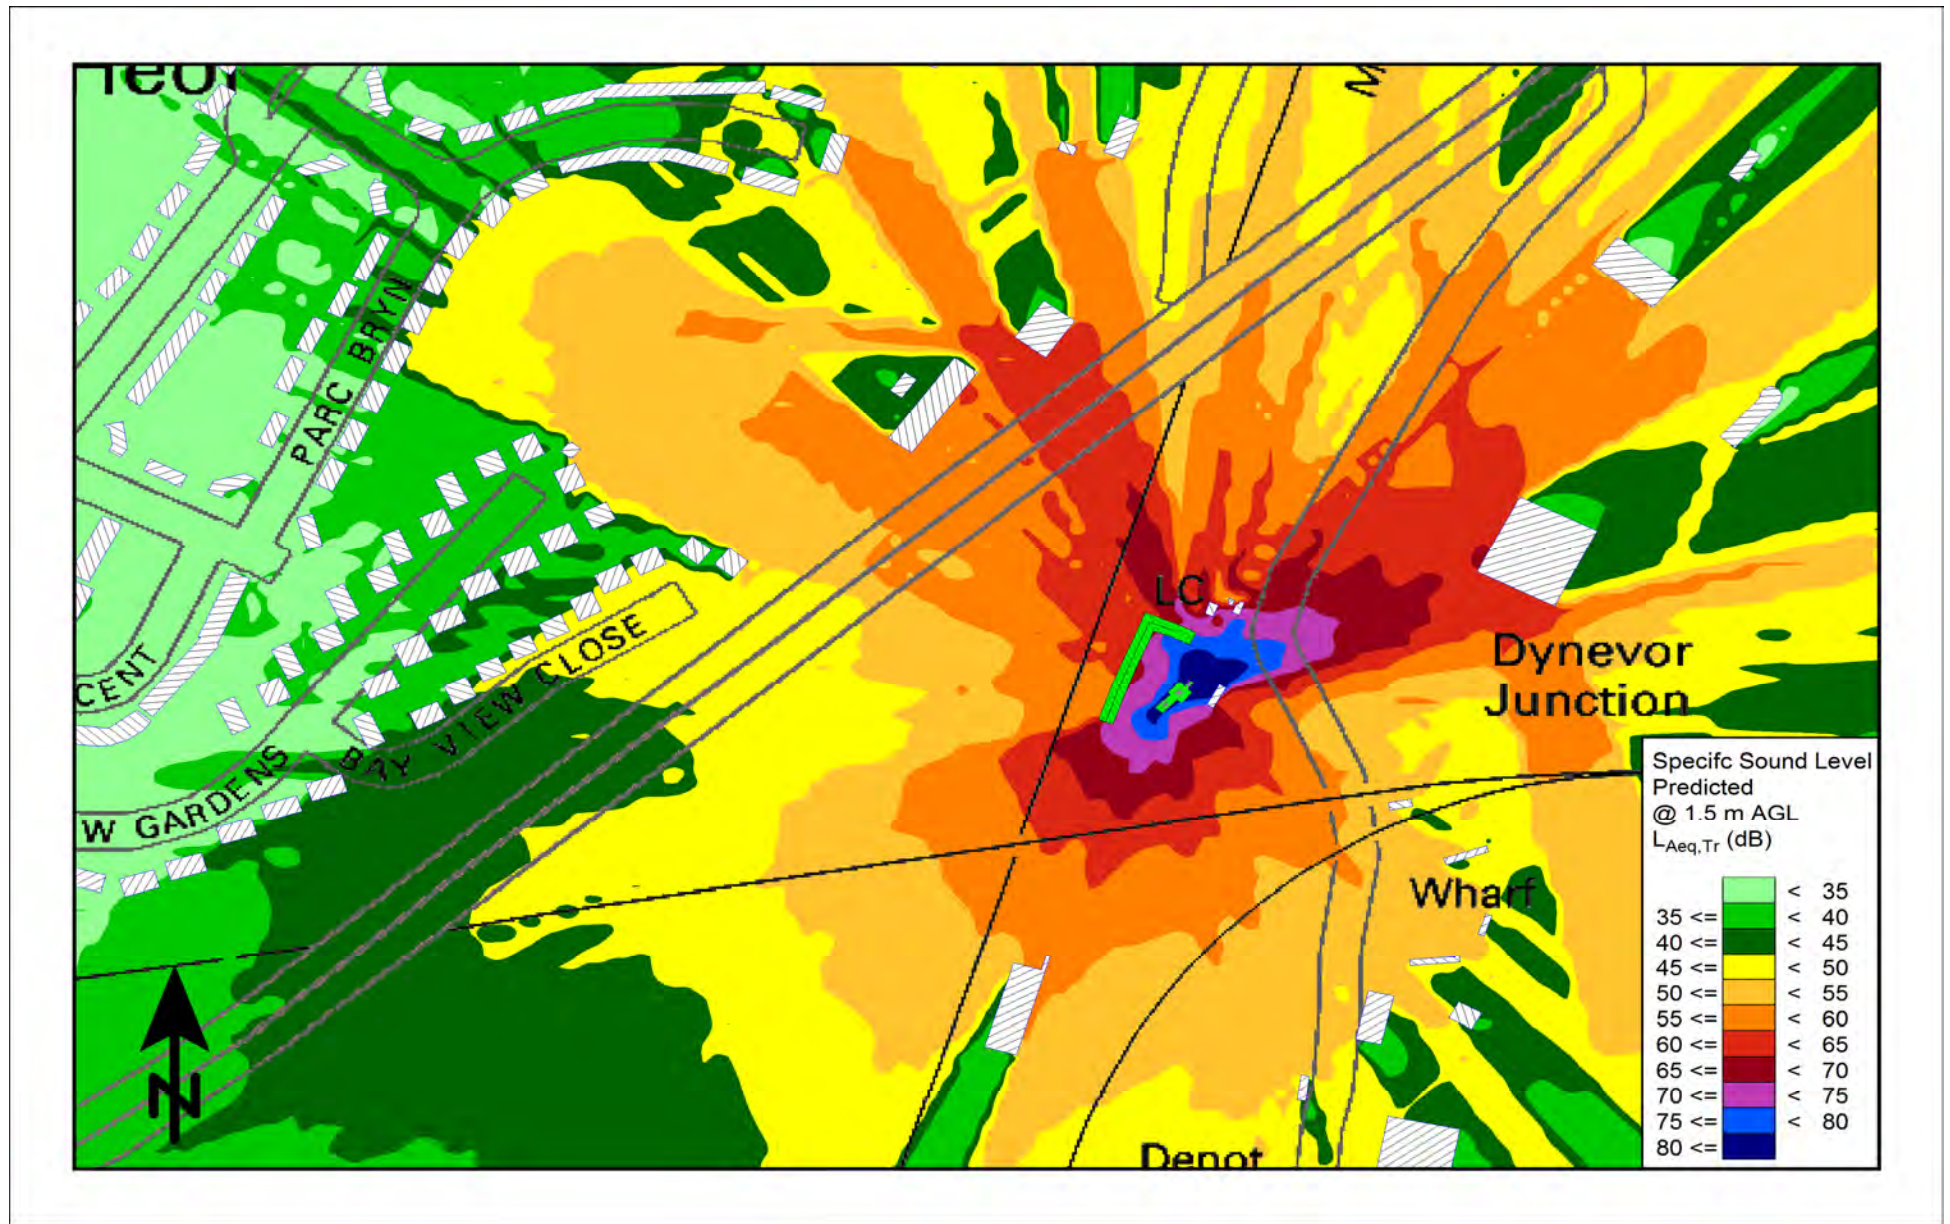 PARC BRYN
LC
CENT
BAY VIEW CLOSE
W GARDENS
Dynevor
Junction
Wharf
Depot
N
Specifc Sound Level
Predicted
@ 1.5 m AGL
LAeq,Tr (dB)
< 35
35 <= < 40
40 <= < 45
45 <= < 50
50 <= < 55
55 <= < 60
60 <= < 65
65 <= < 70
70 <= < 75
75 <= < 80
80 <=